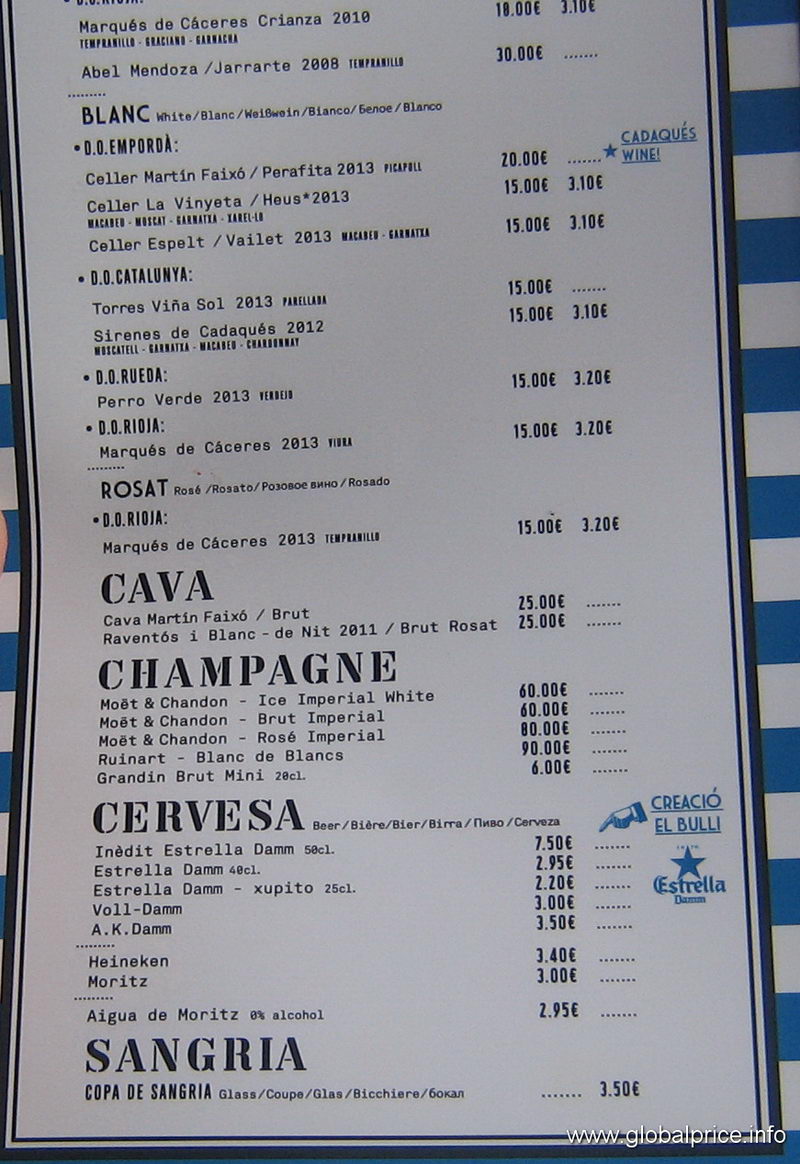 Marqués de Cáceres Crianza 2010 18.00€ 3.10€
TEMPRANILLO - GRACIANO - GARNACHA
Abel Mendoza /Jarrarte 2008 TEMPRANILLO 30.00€ .......
BLANC White/Blanc/Weißwein/Bianco/Белое/Blanco
• D.O.EMPORDÀ:
Celler Martín Faixó / Perafita 2013 PICAPOLL 20.00€ ....... CADAQUÉS WINE!
Celler La Vinyeta / Heus*2013 15.00€ 3.10€
MACABEU - MOSCAT - GARNATXA - XAREL-LO
Celler Espelt / Vailet 2013 MACABEU - GARNATXA 15.00€ 3.10€
• D.O.CATALUNYA:
Torres Viña Sol 2013 PARELLADA 15.00€ .......
Sirenes de Cadaqués 2012 15.00€ 3.10€
MOSCATELL - GARNATXA - MACABEU - CHARDONNAY
• D.O.RUEDA:
Perro Verde 2013 VERDEJO 15.00€ 3.20€
• D.O.RIOJA:
Marqués de Cáceres 2013 VIURA 15.00€ 3.20€
ROSAT Rosé /Rosato/Розовое вино/Rosado
• D.O.RIOJA:
Marqués de Cáceres 2013 TEMPRANILLO 15.00€ 3.20€
CAVA
Cava Martín Faixó / Brut 25.00€ .......
Raventós i Blanc - de Nit 2011 / Brut Rosat 25.00€ .......
CHAMPAGNE
Moët & Chandon - Ice Imperial White 60.00€ .......
Moët & Chandon - Brut Imperial 60.00€ .......
Moët & Chandon - Rosé Imperial 80.00€ .......
Ruinart - Blanc de Blancs 90.00€ .......
Grandin Brut Mini 20cl. 6.00€ .......
CERVESA Beer/Bière/Bier/Birra/Пиво/Cerveza
CREACIÓ
EL BULLI
Inèdit Estrella Damm 50cl. 7.50€ .......
Estrella Damm 40cl. 2.95€ .......
Estrella Damm - xupito 25cl. 2.20€ .......
Estrella
Damm
Voll-Damm 3.00€ .......
A.K.Damm 3.50€ .......
Heineken 3.40€ .......
Moritz 3.00€ .......
Aigua de Moritz 0% alcohol 2.95€ .......
SANGRIA
COPA DE SANGRIA Glass/Coupe/Glas/Bicchiere/бокал ....... 3.50€
www.globalprice.info